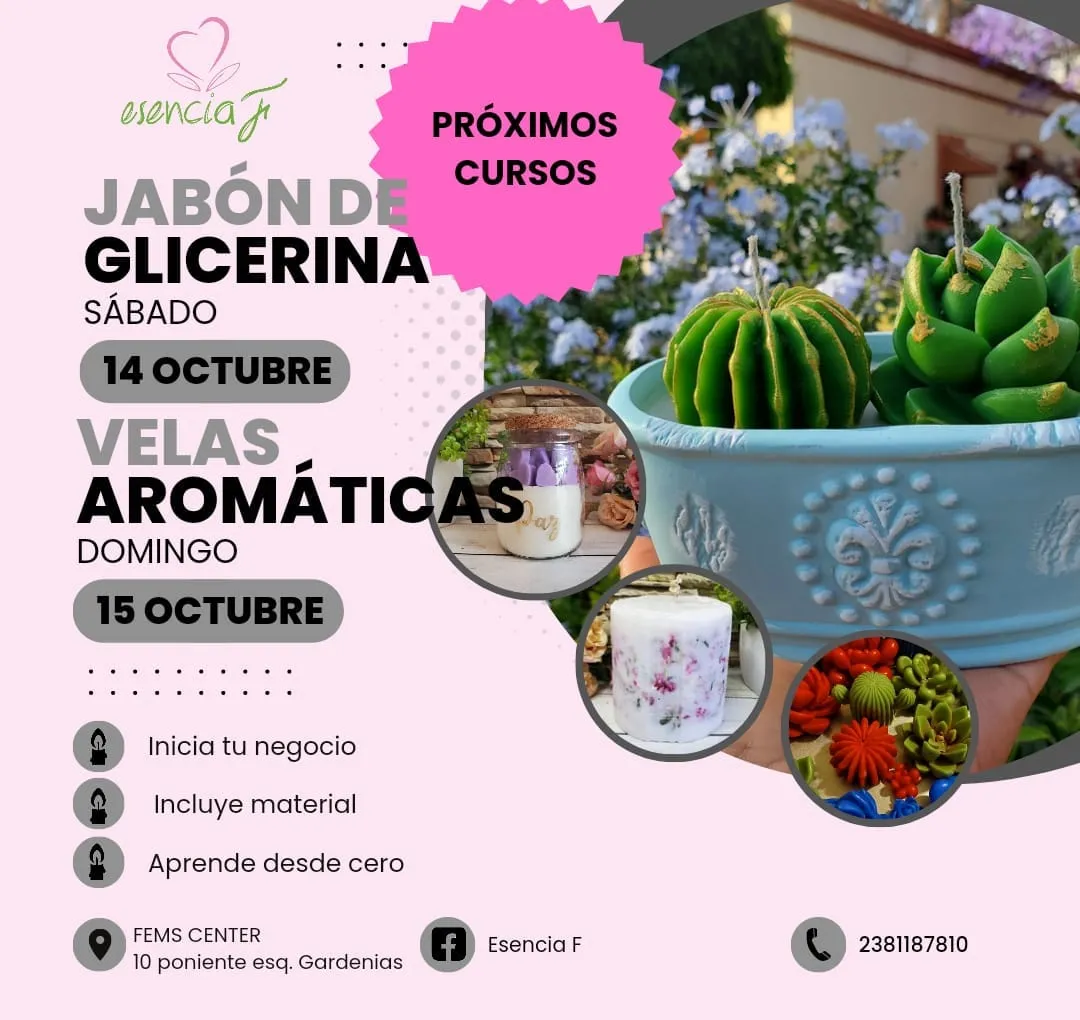 esencia F
PRÓXIMOS
CURSOS
JABÓN DE
GLICERINA
SÁBADO
14 OCTUBRE
VELAS
AROMÁTICAS
DOMINGO
15 OCTUBRE
Inicia tu negocio
Incluye material
Aprende desde cero
FEMS CENTER
10 poniente esq. Gardenias
Esencia F
2381187810